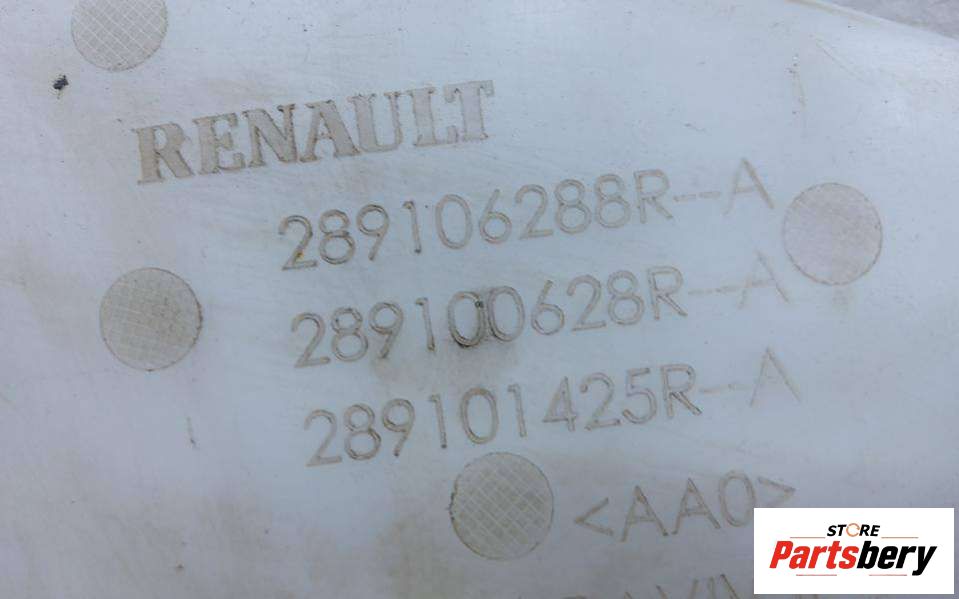 RENAULT
289106288R--A
289100628R--A
289101425R--A
<AA0>
STORE
Partsbery